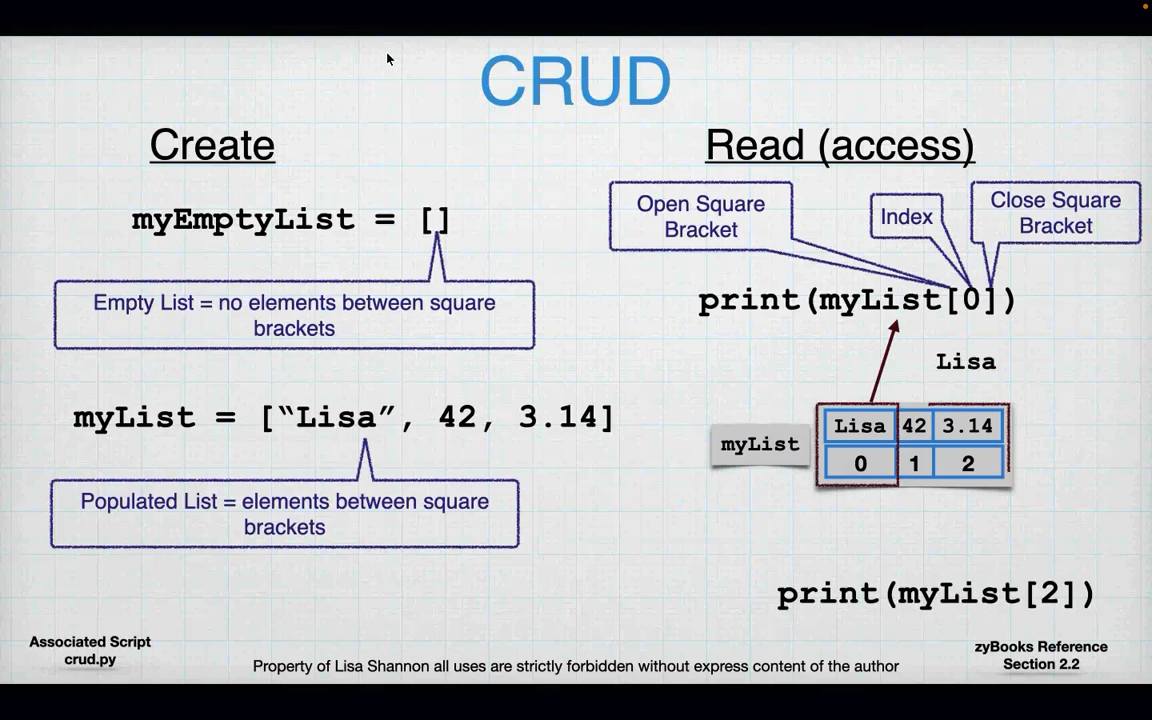 CRUD
Create
myEmptyList = []
Empty List = no elements between square
brackets
myList = [“Lisa”, 42, 3.14]
Populated List = elements between square
brackets
Read (access)
Open Square
Bracket
Index
Close Square
Bracket
print(myList[0])
Lisa
myList
Lisa 42 3.14
0 1 2
print(myList[2])
Associated Script
crud.py
Property of Lisa Shannon all uses are strictly forbidden without express content of the author
zyBooks Reference
Section 2.2